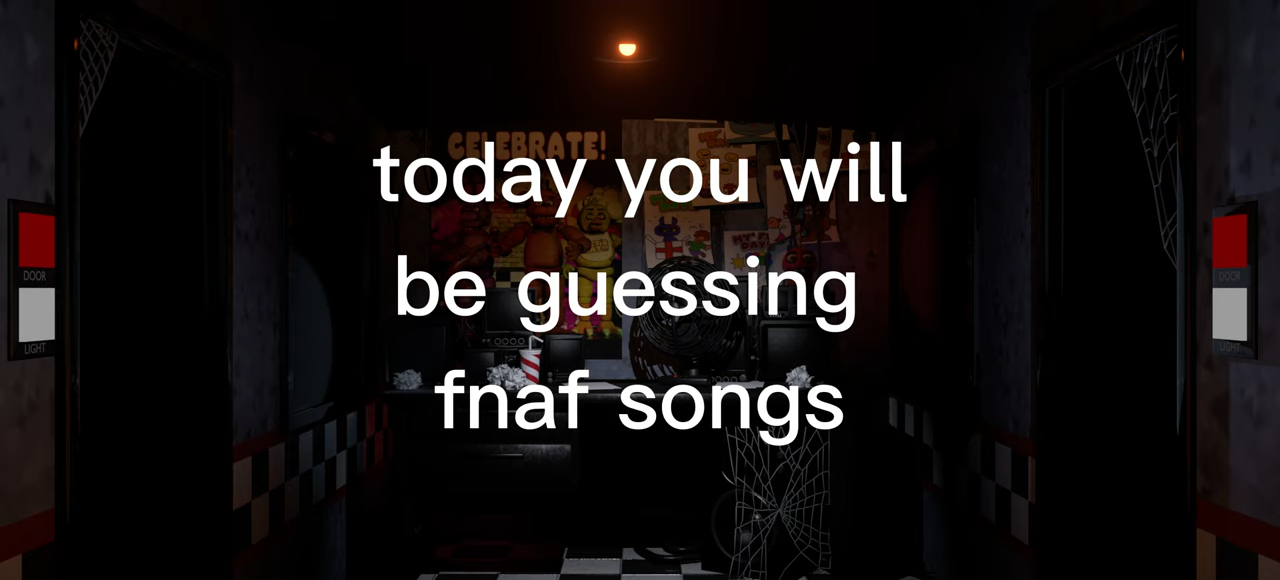 CELEBRATE!
today you will
be guessing
fnaf songs
DOOR
LIGHT
DOOR
LIGHT